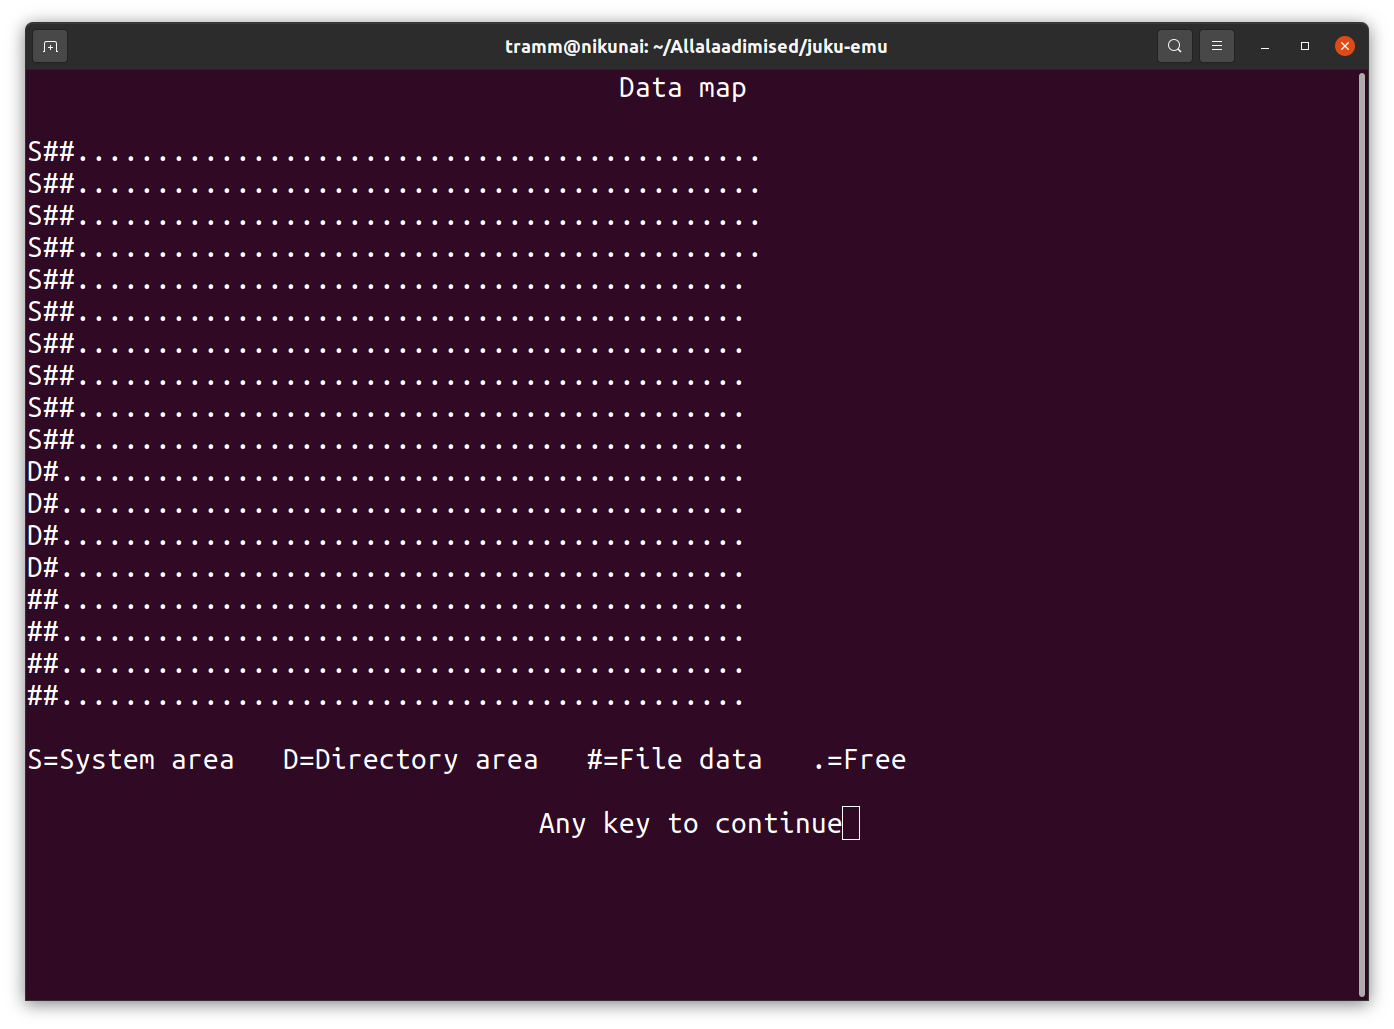 tramm@nikunai: ~/Allalaadimised/juku-emu
Data map
S##...........................................
S##...........................................
S##...........................................
S##...........................................
S##..........................................
S##..........................................
S##..........................................
S##..........................................
S##..........................................
S##..........................................
D#...........................................
D#...........................................
D#...........................................
D#...........................................
##...........................................
##...........................................
##...........................................
##...........................................
S=System area   D=Directory area   #=File data   .=Free
Any key to continue